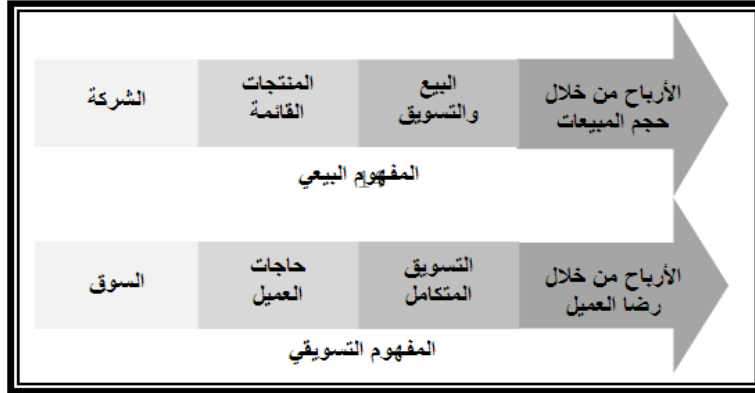 الشركة
المنتجات
القائمة
البيع
والتسويق
الأرباح من خلال
حجم المبيعات
المفهوم البيعي
السوق
حاجات
العميل
التسويق
المتكامل
الأرباح من خلال
رضا العميل
المفهوم التسويقي